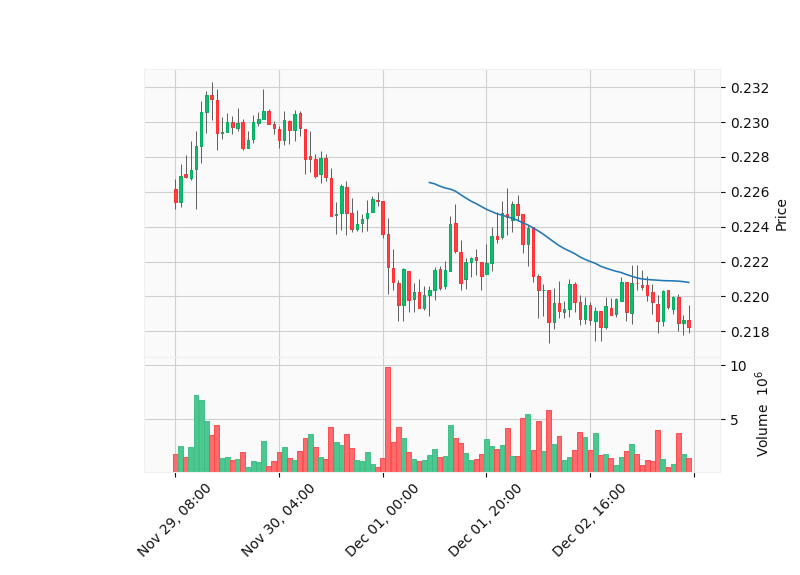 0.232
0.230
0.228
0.226
0.224
0.222
0.220
0.218
Price
10
5
Volume 10^6
Nov 29, 08:00
Nov 30, 04:00
Dec 01, 00:00
Dec 01, 20:00
Dec 02, 16:00